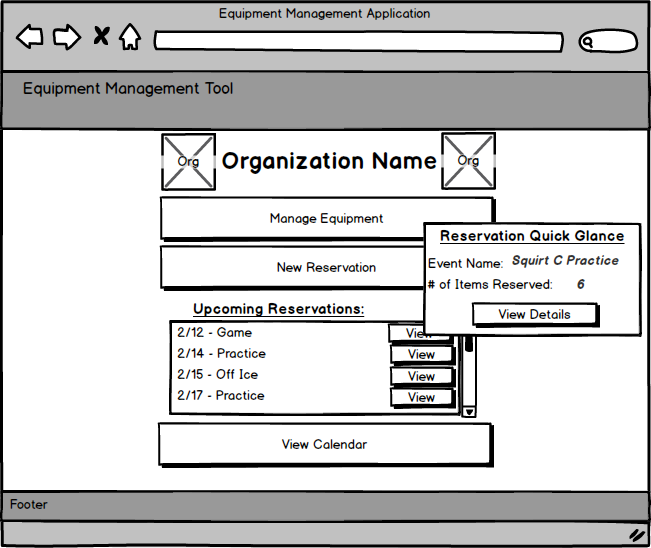 Equipment Management Application
Equipment Management Tool
Org Organization Name Org
Manage Equipment
New Reservation
Reservation Quick Glance
Event Name: Squirt C Practice
# of Items Reserved: 6
View Details
Upcoming Reservations:
2/12 - Game View
2/14 - Practice View
2/15 - Off Ice View
2/17 - Practice View
View Calendar
Footer